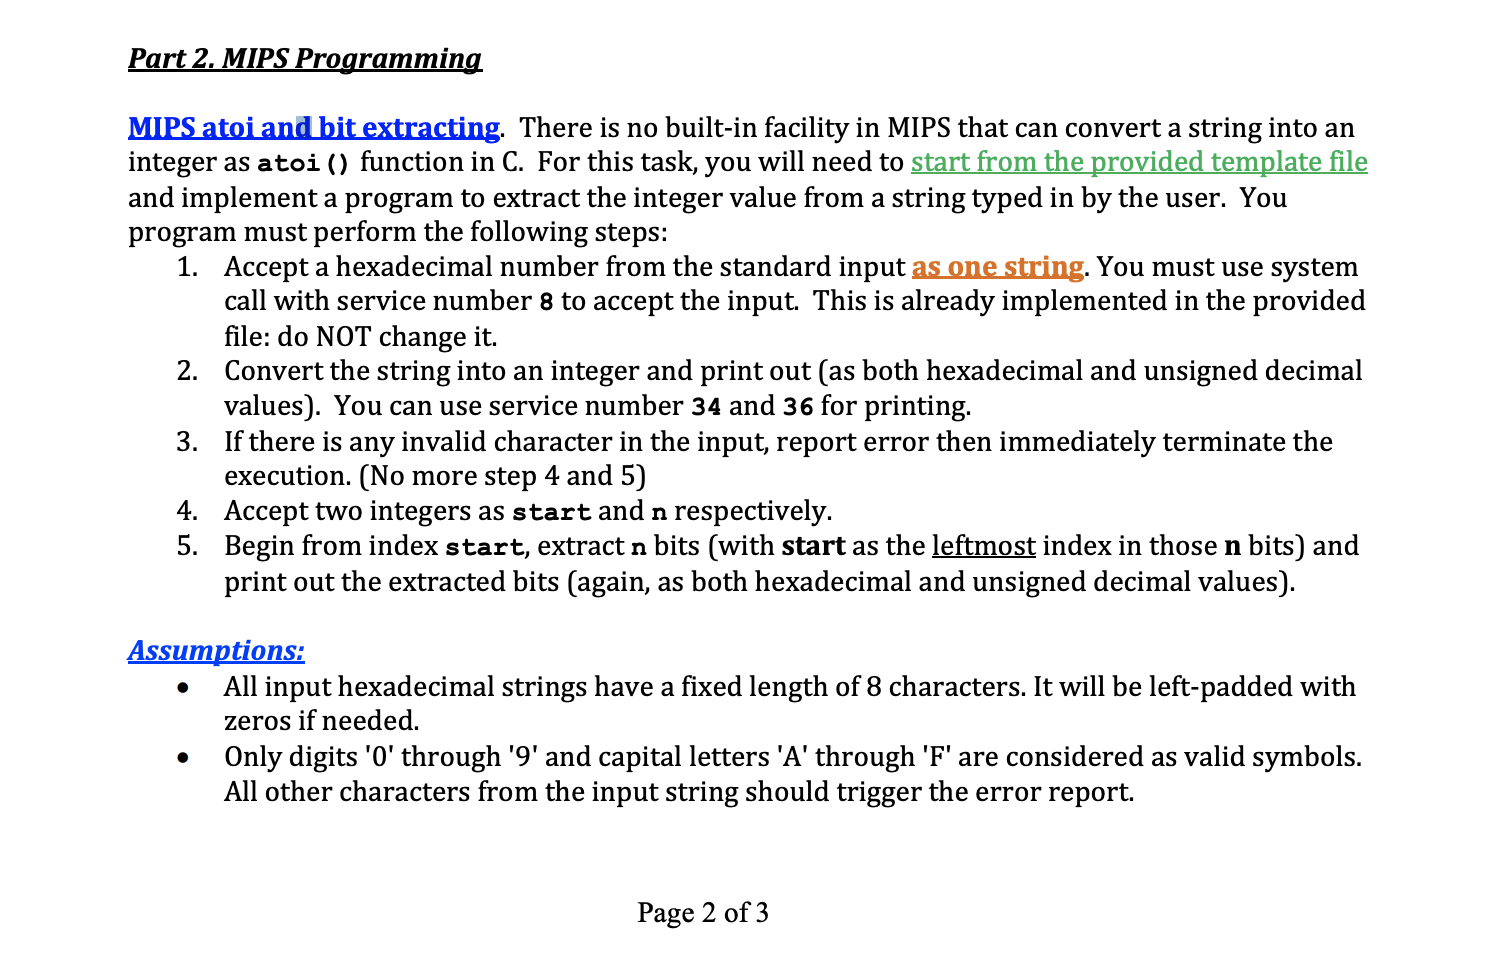 Part 2. MIPS Programming
MIPS atoi and bit extracting.  There is no built-in facility in MIPS that can convert a string into an
integer as atoi() function in C.  For this task, you will need to start from the provided template file
and implement a program to extract the integer value from a string typed in by the user.  You
program must perform the following steps:
1. Accept a hexadecimal number from the standard input as one string. You must use system
call with service number 8 to accept the input.  This is already implemented in the provided
file: do NOT change it.
2. Convert the string into an integer and print out (as both hexadecimal and unsigned decimal
values).  You can use service number 34 and 36 for printing.
3. If there is any invalid character in the input, report error then immediately terminate the
execution. (No more step 4 and 5)
4. Accept two integers as start and n respectively.
5. Begin from index start, extract n bits (with start as the leftmost index in those n bits) and
print out the extracted bits (again, as both hexadecimal and unsigned decimal values).
Assumptions:
• All input hexadecimal strings have a fixed length of 8 characters. It will be left-padded with
zeros if needed.
• Only digits '0' through '9' and capital letters 'A' through 'F' are considered as valid symbols.
All other characters from the input string should trigger the error report.
Page 2 of 3